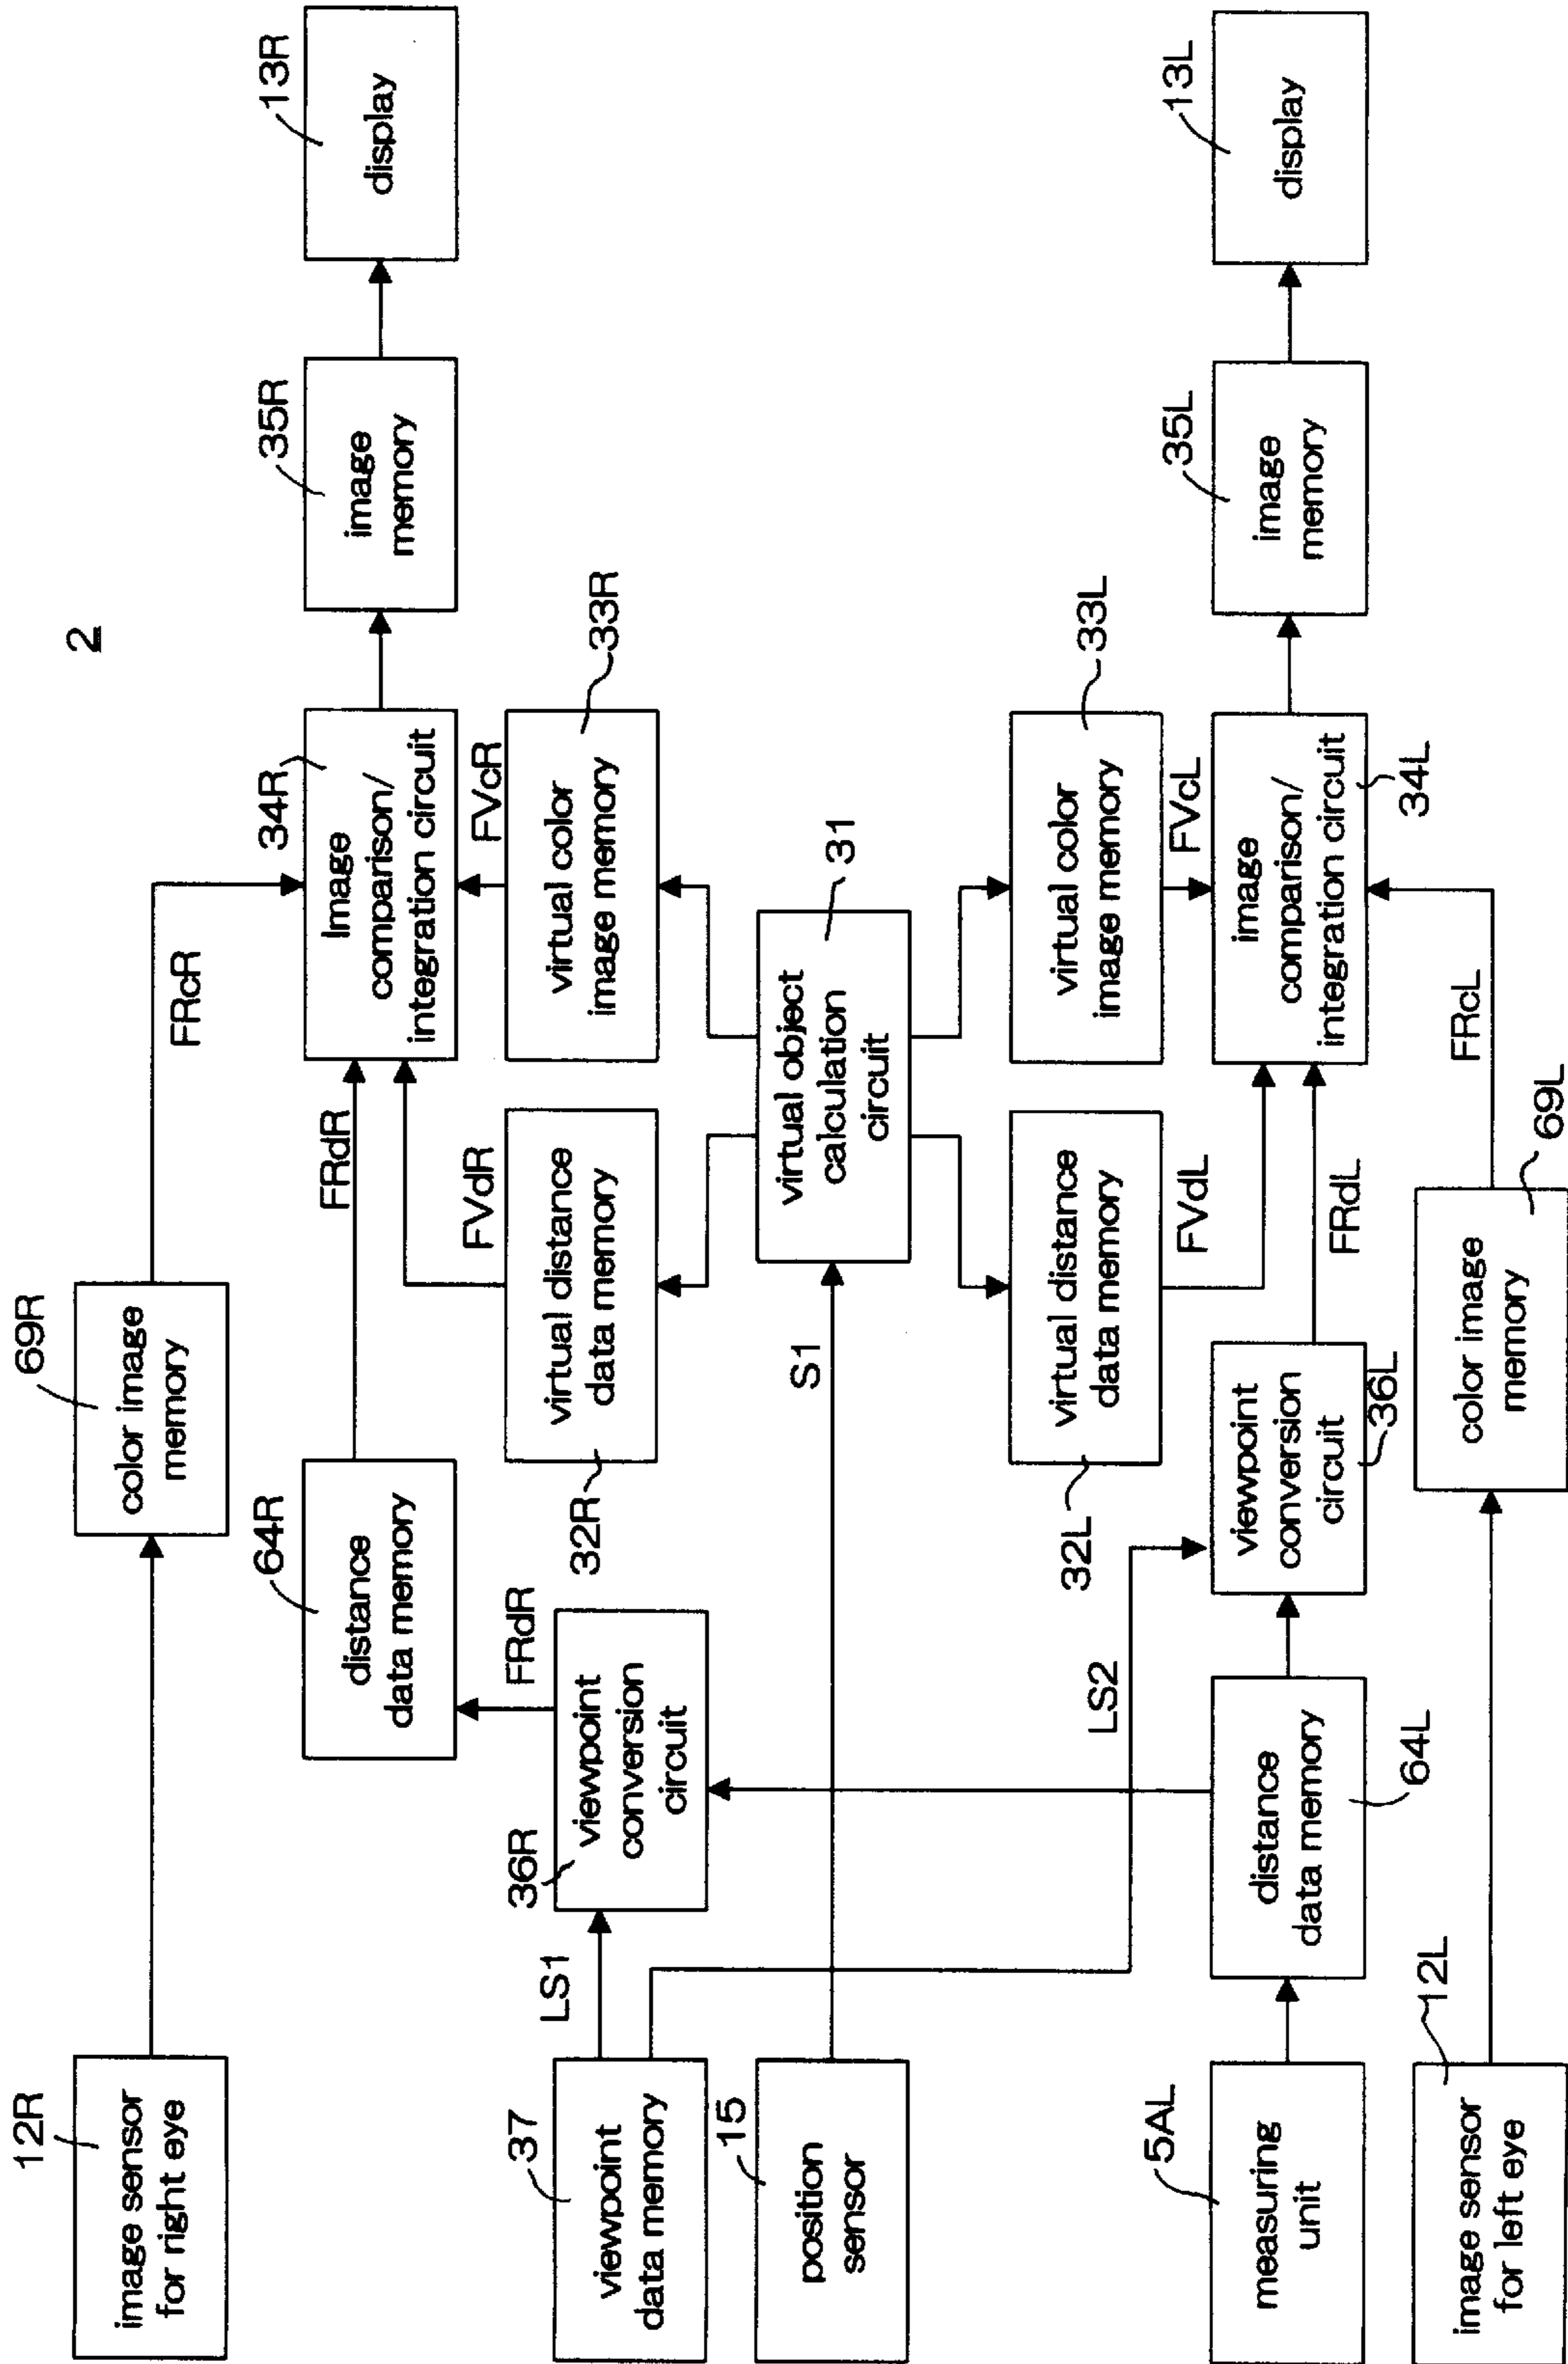 2
12R
image sensor
for right eye
69R
color image
memory
FRcR
64R
distance
data memory
FRdR
34R
Image
comparison/
integration circuit
35R
image
memory
13R
display
37
viewpoint
data memory
LS1
36R
viewpoint
conversion
circuit
FRdR
32R
virtual distance
data memory
FVdR
33R
virtual color
image memory
FVcR
15
position
sensor
S1
31
virtual object
calculation
circuit
LS2
32L
virtual distance
data memory
FVdL
33L
virtual color
image memory
FVcL
5AL
measuring
unit
64L
distance
data memory
36L
viewpoint
conversion
circuit
FRdL
34L
image
comparison/
integration circuit
35L
image
memory
13L
display
12L
image sensor
for left eye
69L
color image
memory
FRcL